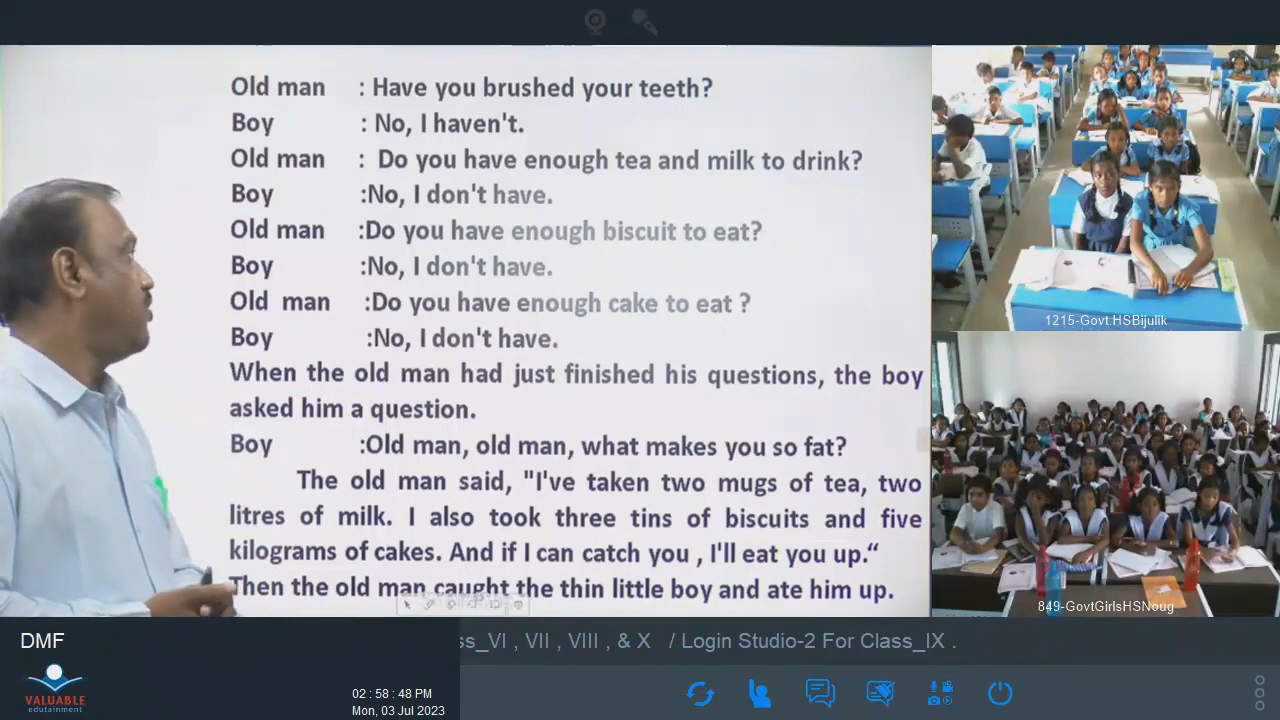 Old man : Have you brushed your teeth?
Boy : No, I haven't.
Old man : Do you have enough tea and milk to drink?
Boy :No, I don't have.
Old man :Do you have enough biscuit to eat?
Boy :No, I don't have.
Old man :Do you have enough cake to eat ?
Boy :No, I don't have.
When the old man had just finished his questions, the boy
asked him a question.
Boy :Old man, old man, what makes you so fat?
The old man said, "I've taken two mugs of tea, two
litres of milk. I also took three tins of biscuits and five
kilograms of cakes. And if I can catch you , I'll eat you up.“
Then the old man caught the thin little boy and ate him up.
1215-Govt.HSBijulik
849-GovtGirlsHSNoug
DMF
ss_VI , VII , VIII , & X / Login Studio-2 For Class_IX .
VALUABLE
edutainment
02 : 58 : 48 PM
Mon, 03 Jul 2023